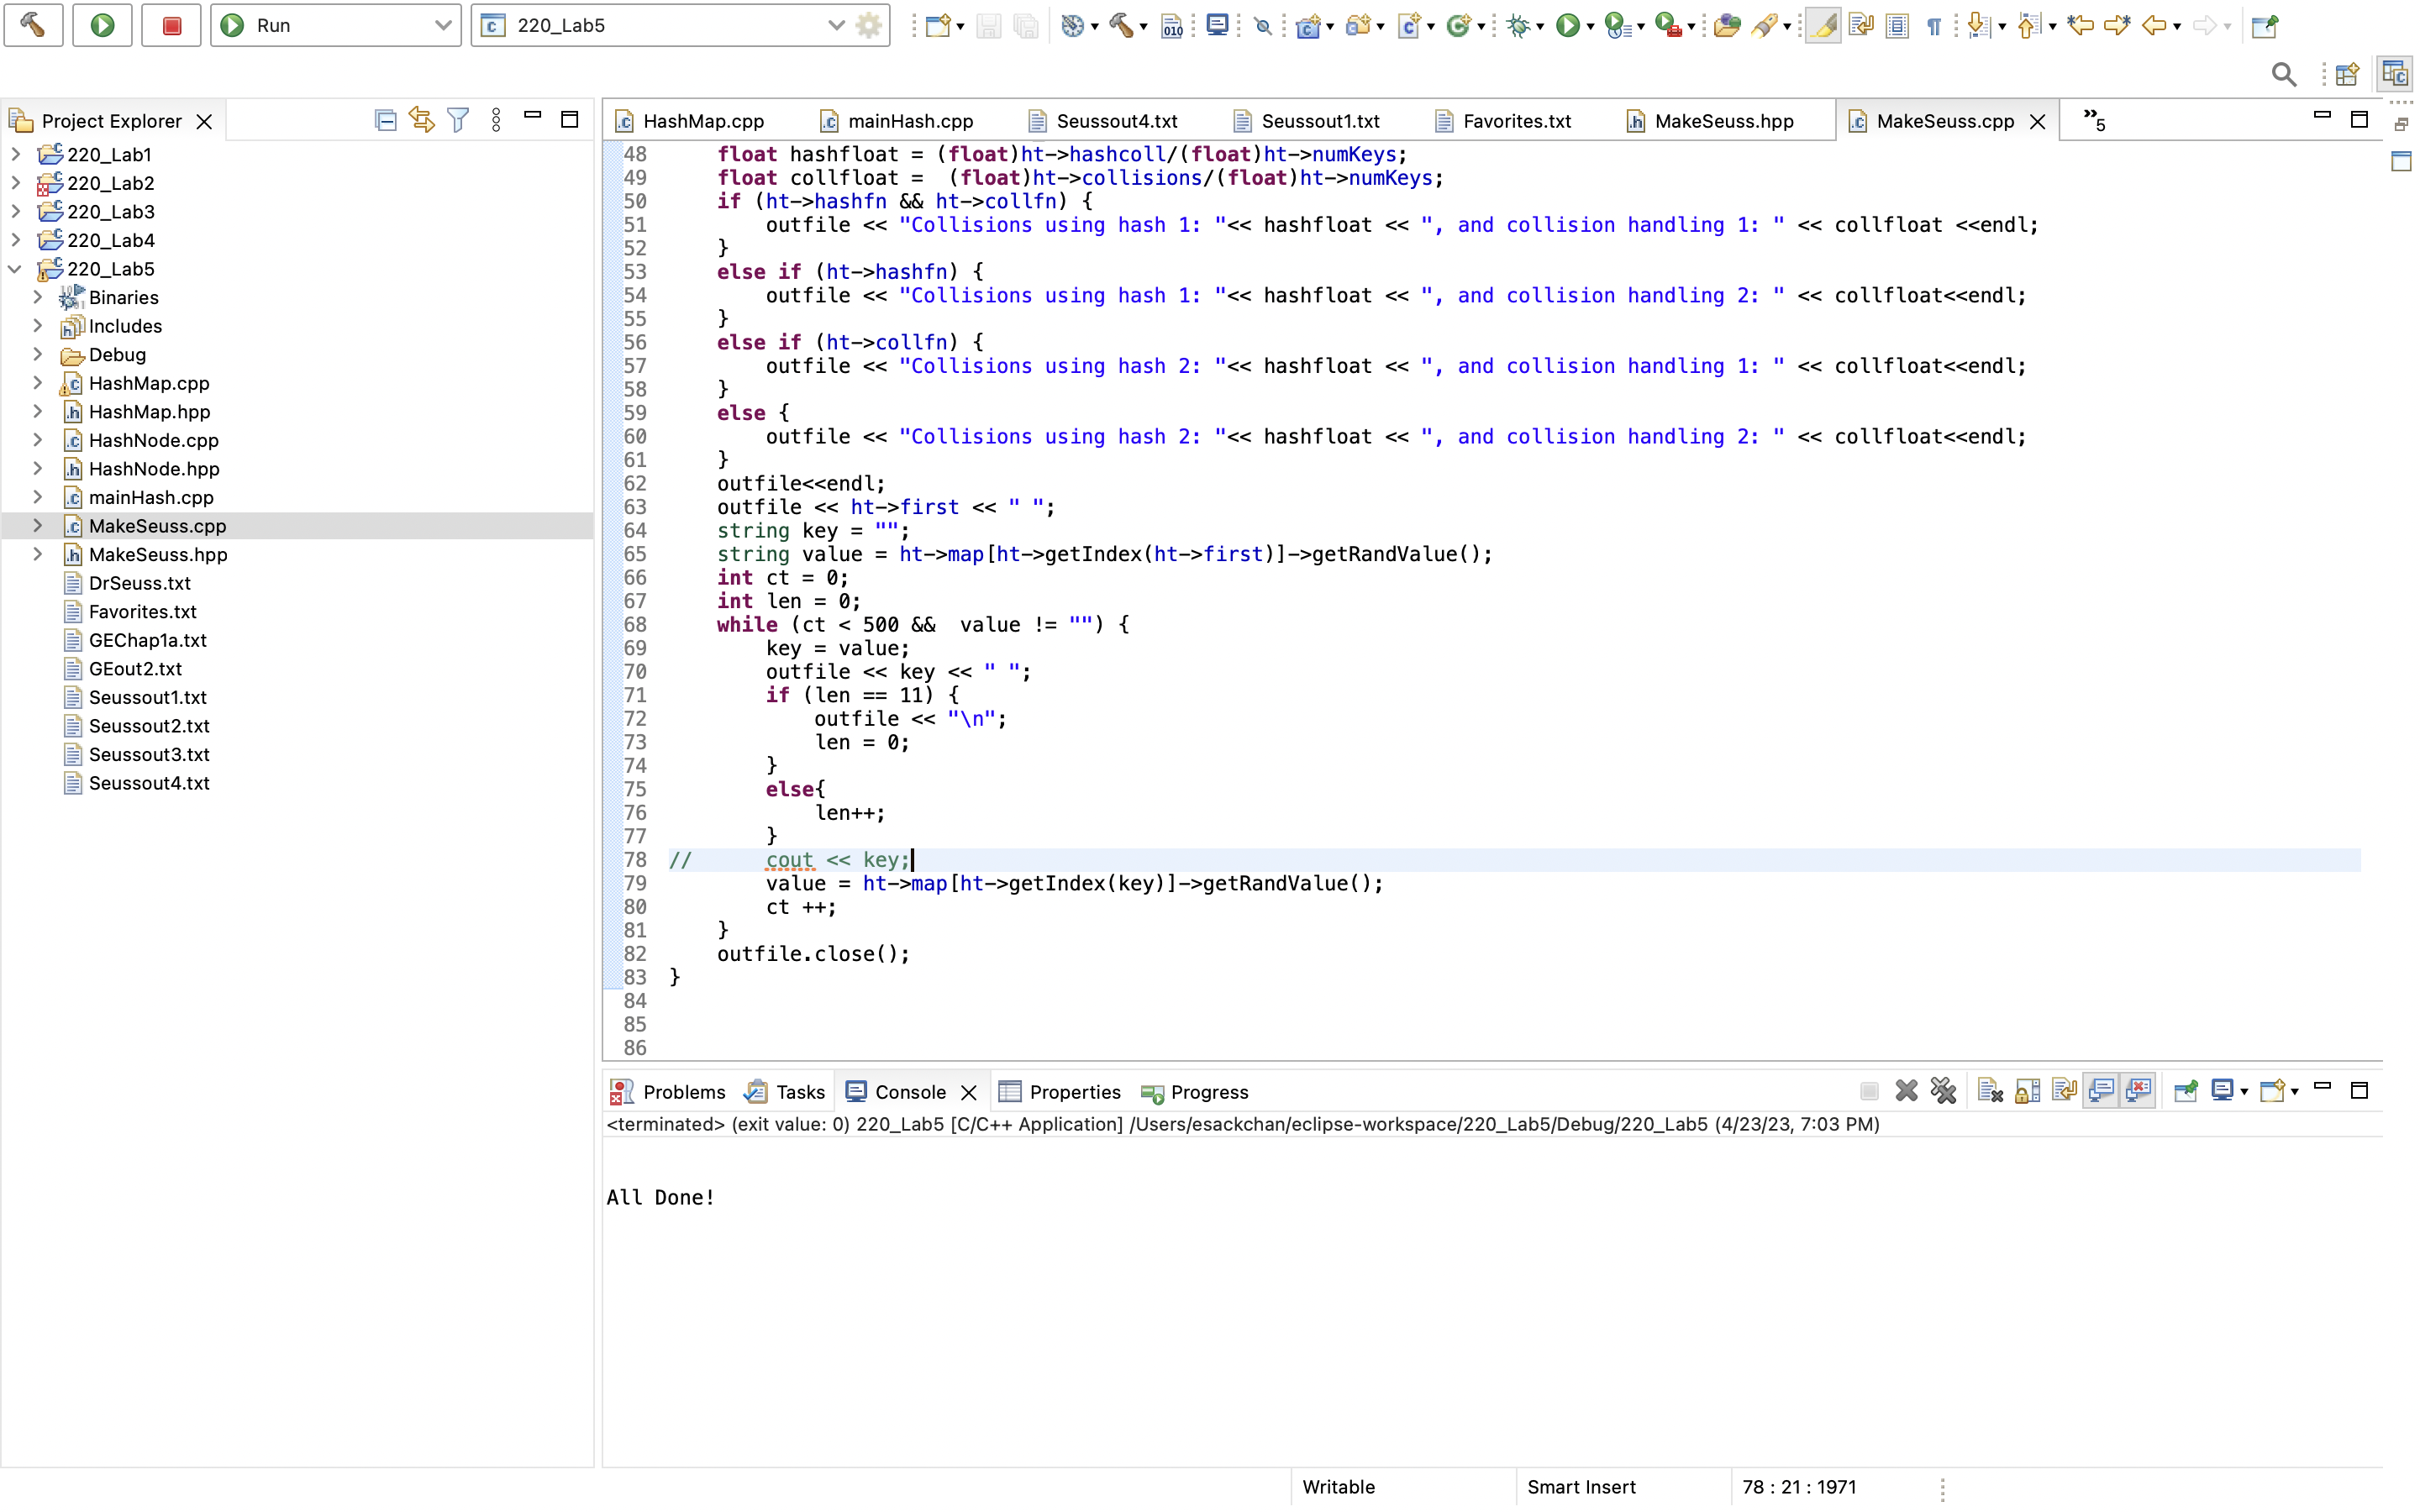 Run
220_Lab5
010
Project Explorer
HashMap.cpp
mainHash.cpp
Seussout4.txt
Seussout1.txt
Favorites.txt
MakeSeuss.hpp
MakeSeuss.cpp
»5
220_Lab1
220_Lab2
220_Lab3
220_Lab4
220_Lab5
Binaries
Includes
Debug
HashMap.cpp
HashMap.hpp
HashNode.cpp
HashNode.hpp
mainHash.cpp
MakeSeuss.cpp
MakeSeuss.hpp
DrSeuss.txt
Favorites.txt
GEChap1a.txt
GEout2.txt
Seussout1.txt
Seussout2.txt
Seussout3.txt
Seussout4.txt
48     float hashfloat = (float)ht->hashcoll/(float)ht->numKeys;
49     float collfloat =  (float)ht->collisions/(float)ht->numKeys;
50     if (ht->hashfn && ht->collfn) {
51         outfile << "Collisions using hash 1: "<< hashfloat << ", and collision handling 1: " << collfloat <<endl;
52     }
53     else if (ht->hashfn) {
54         outfile << "Collisions using hash 1: "<< hashfloat << ", and collision handling 2: " << collfloat<<endl;
55     }
56     else if (ht->collfn) {
57         outfile << "Collisions using hash 2: "<< hashfloat << ", and collision handling 1: " << collfloat<<endl;
58     }
59     else {
60         outfile << "Collisions using hash 2: "<< hashfloat << ", and collision handling 2: " << collfloat<<endl;
61     }
62     outfile<<endl;
63     outfile << ht->first << " ";
64     string key = "";
65     string value = ht->map[ht->getIndex(ht->first)]->getRandValue();
66     int ct = 0;
67     int len = 0;
68     while (ct < 500 &&  value != "") {
69         key = value;
70         outfile << key << " ";
71         if (len == 11) {
72             outfile << "\n";
73             len = 0;
74         }
75         else{
76             len++;
77         }
78 //      cout << key;
79         value = ht->map[ht->getIndex(key)]->getRandValue();
80         ct ++;
81     }
82     outfile.close();
83 }
84
85
86
Problems
Tasks
Console
Properties
Progress
<terminated> (exit value: 0) 220_Lab5 [C/C++ Application] /Users/esackchan/eclipse-workspace/220_Lab5/Debug/220_Lab5 (4/23/23, 7:03 PM)
All Done!
Writable
Smart Insert
78 : 21 : 1971